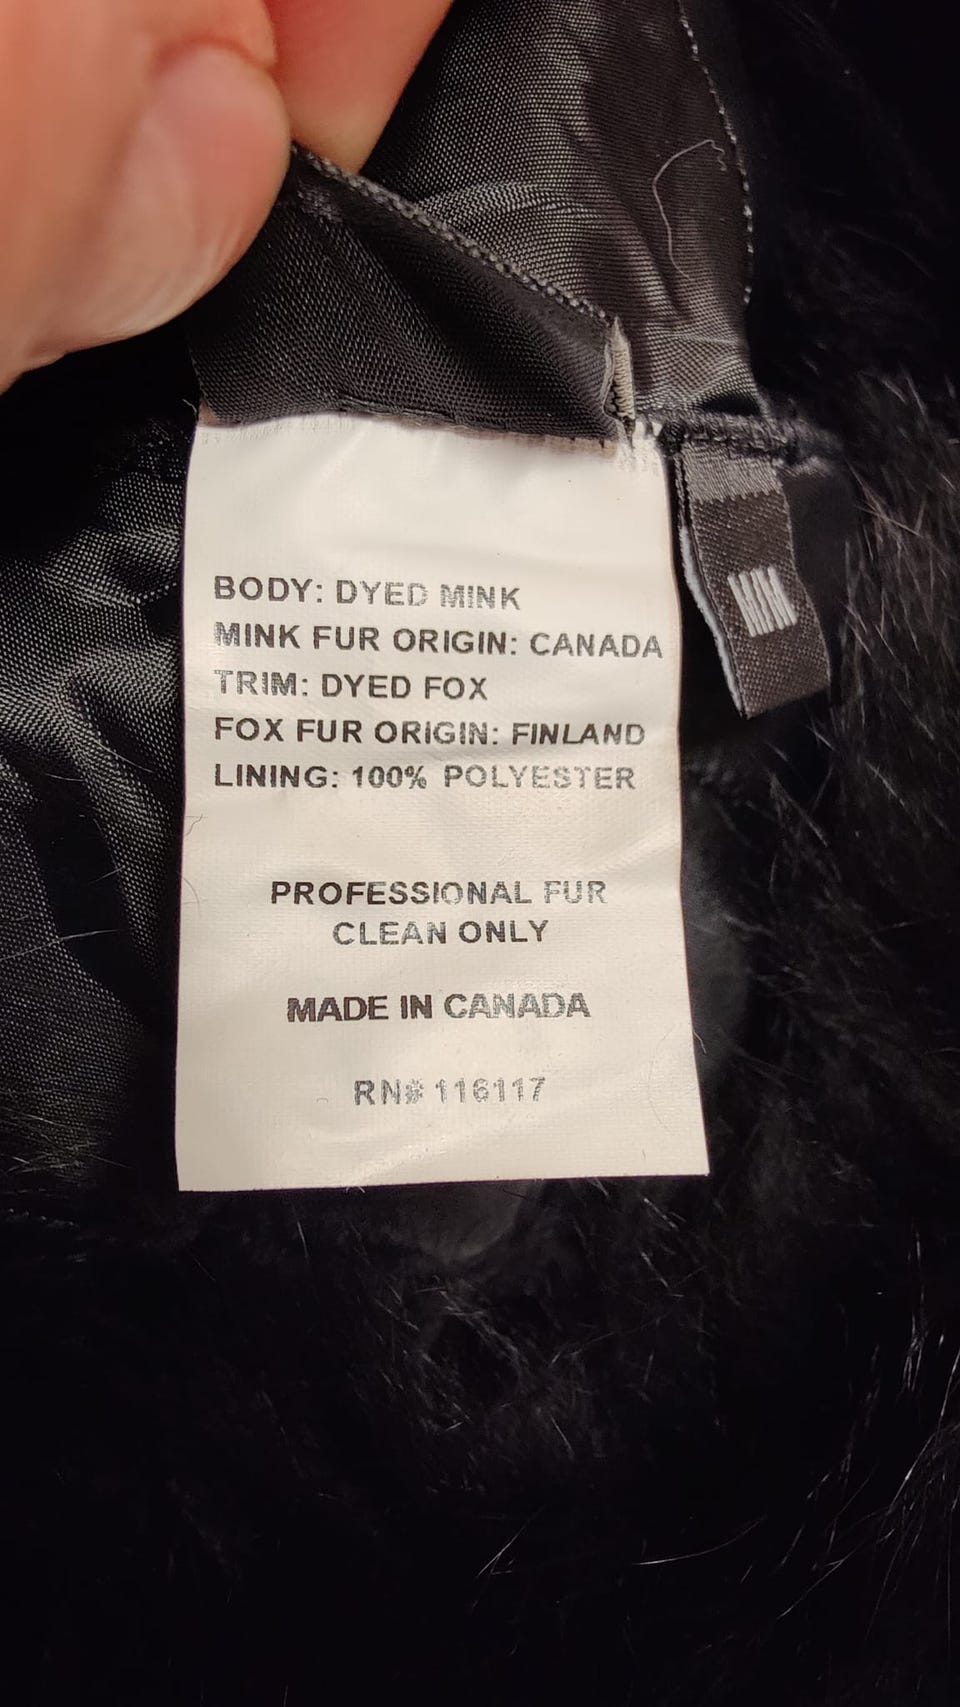 BODY: DYED MINK
MINK FUR ORIGIN: CANADA
TRIM: DYED FOX
FOX FUR ORIGIN: FINLAND
LINING: 100% POLYESTER
PROFESSIONAL FUR
CLEAN ONLY
MADE IN CANADA
RN# 116117